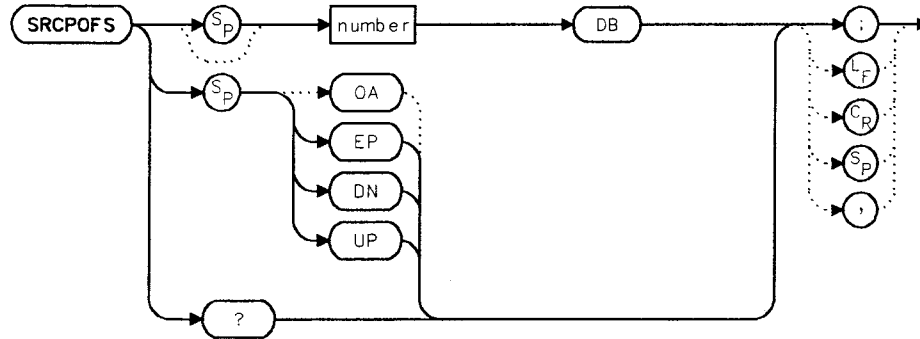 SRCPOFS SP number DB ;
LF
CR
SP
,
SP OA
EP
DN
UP
?